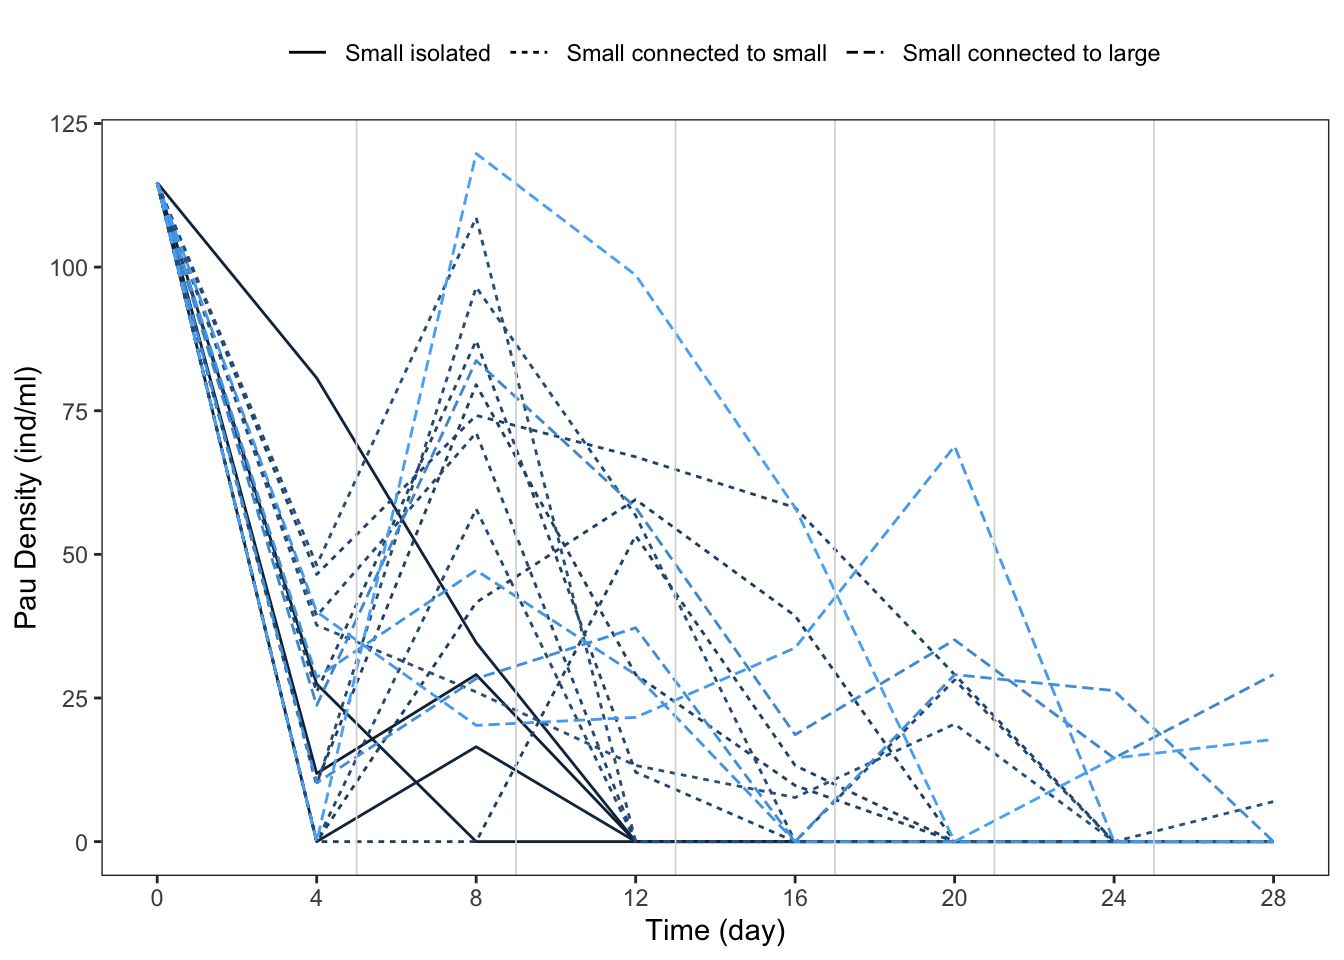 Small isolated Small connected to small Small connected to large
125
100
75
50
25
0
Pau Density (ind/ml)
0 4 8 12 16 20 24 28
Time (day)